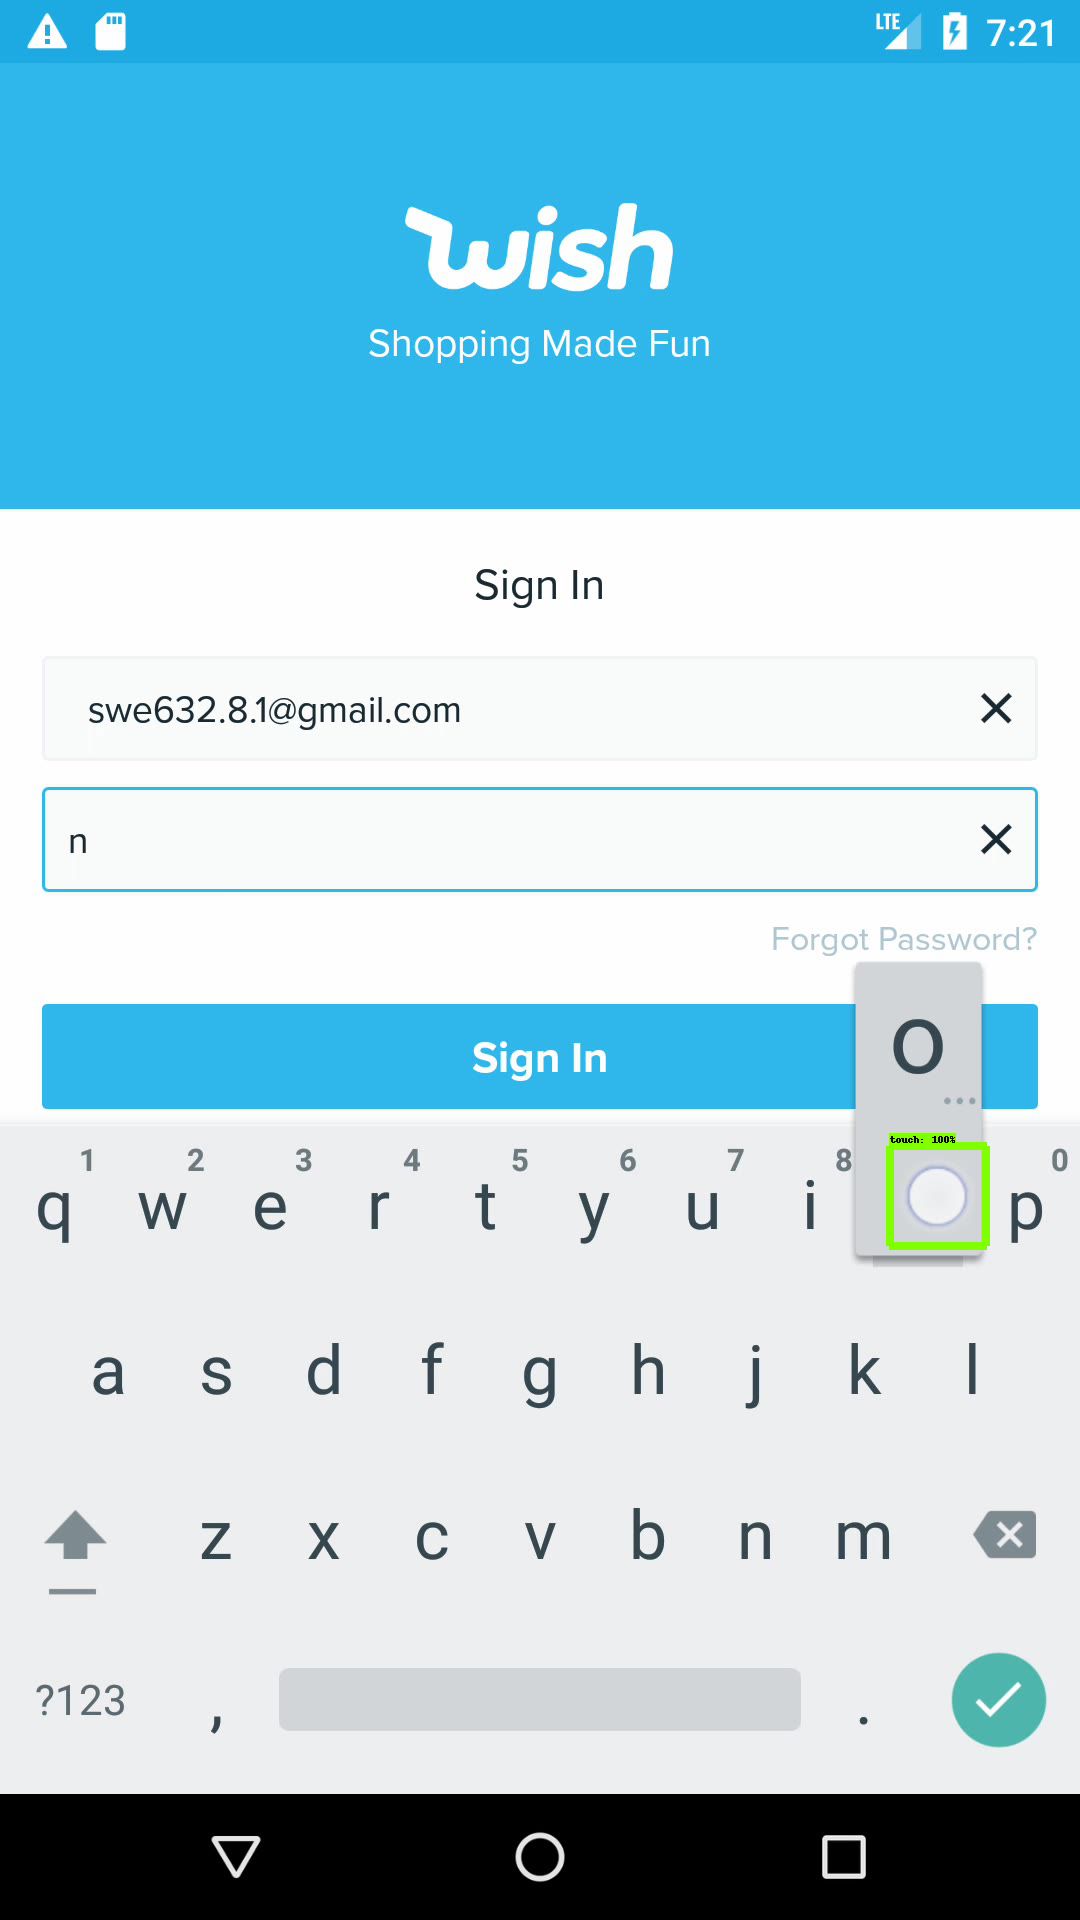 LTE 7:21
wish
Shopping Made Fun
Sign In
swe632.8.1@gmail.com
n
Forgot Password?
Sign In
o
touch: 100%
1 2 3 4 5 6 7 8 0
q w e r t y u i p
a s d f g h j k l
z x c v b n m
?123 , .